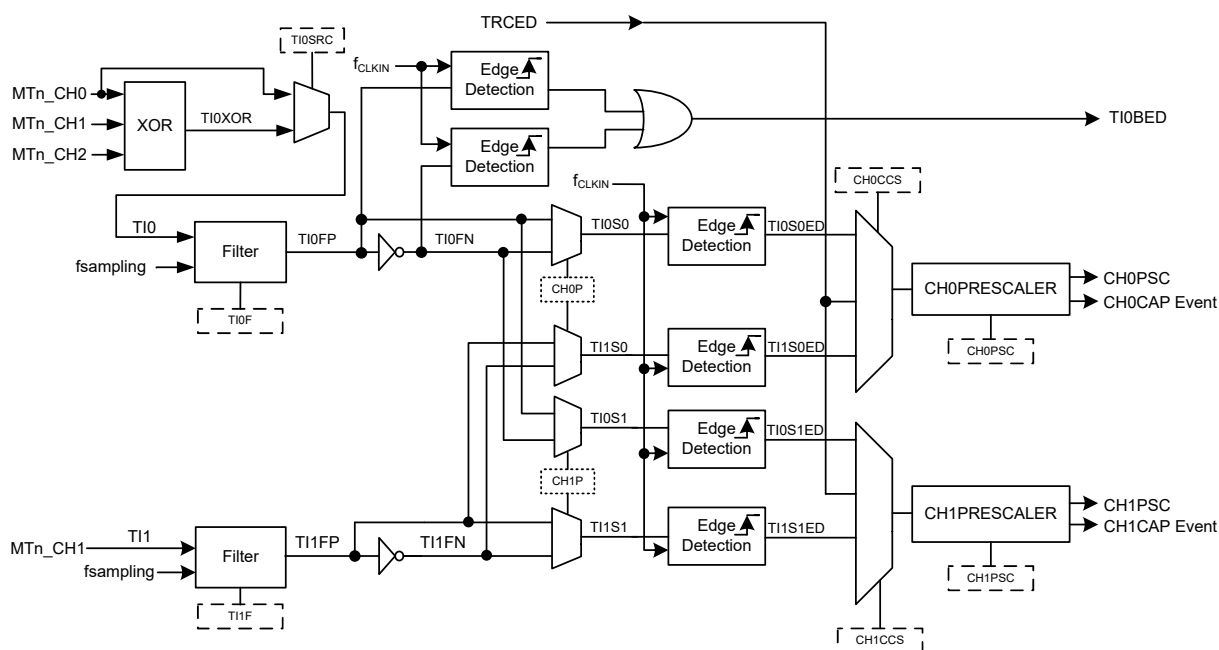 TRCED
TI0SRC
fCLKIN
Edge
Detection
MTn_CH0
MTn_CH1
MTn_CH2
XOR
TI0XOR
TI0BED
Edge
Detection
fCLKIN
CH0CCS
TI0
fsampling
Filter
TI0FP
TI0FN
TI0S0
Edge
Detection
TI0S0ED
TI0F
CH0P
CH0PRESCALER
CH0PSC
CH0CAP Event
TI1S0
Edge
Detection
TI1S0ED
CH0PSC
TI0S1
Edge
Detection
TI0S1ED
CH1P
MTn_CH1
TI1
fsampling
Filter
TI1FP
TI1FN
TI1S1
Edge
Detection
TI1S1ED
CH1PRESCALER
CH1PSC
CH1CAP Event
TI1F
CH1PSC
CH1CCS